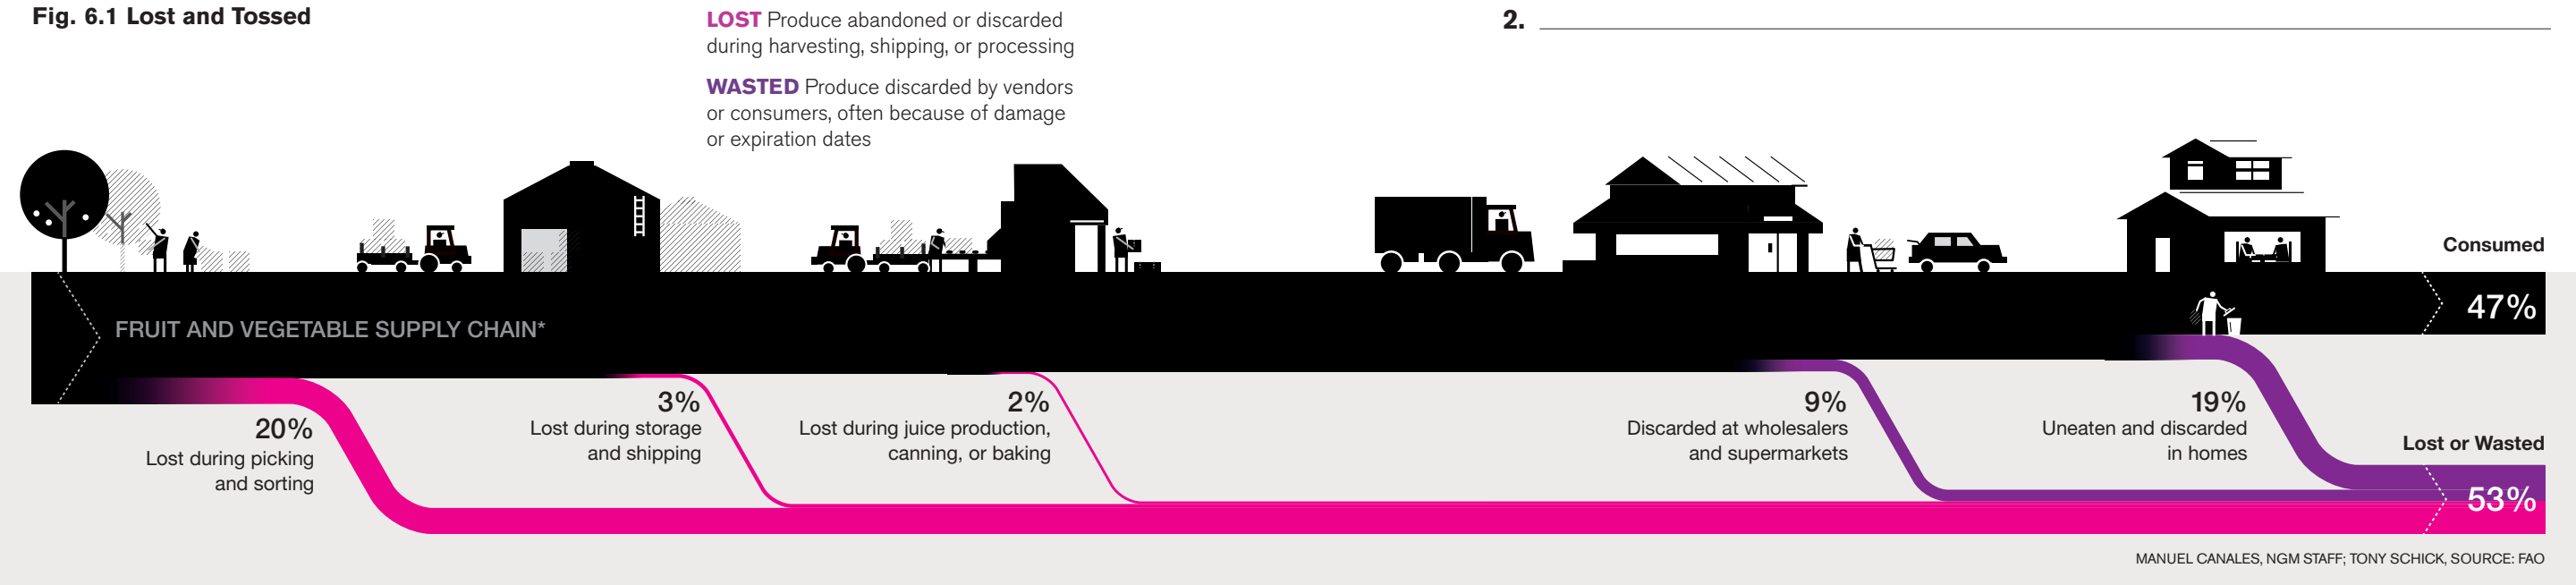 Fig. 6.1 Lost and Tossed
LOST Produce abandoned or discarded
during harvesting, shipping, or processing
WASTED Produce discarded by vendors
or consumers, often because of damage
or expiration dates
2.
Consumed
47%
FRUIT AND VEGETABLE SUPPLY CHAIN*
20%
Lost during picking
and sorting
3%
Lost during storage
and shipping
2%
Lost during juice production,
canning, or baking
9%
Discarded at wholesalers
and supermarkets
19%
Uneaten and discarded
in homes
Lost or Wasted
53%
MANUEL CANALES, NGM STAFF; TONY SCHICK, SOURCE: FAO